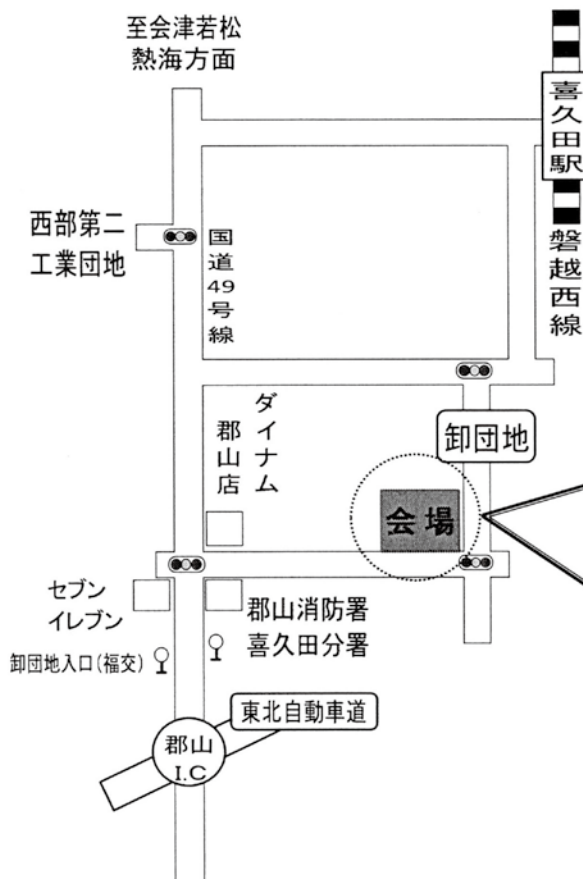 至会津若松
熱海方面
喜久田駅
西部第二
工業団地
国道49号線
磐越西線
ダイナム
郡山店
卸団地
会場
セブン
イレブン
郡山消防署
喜久田分署
卸団地入口(福交)
東北自動車道
郡山
I.C